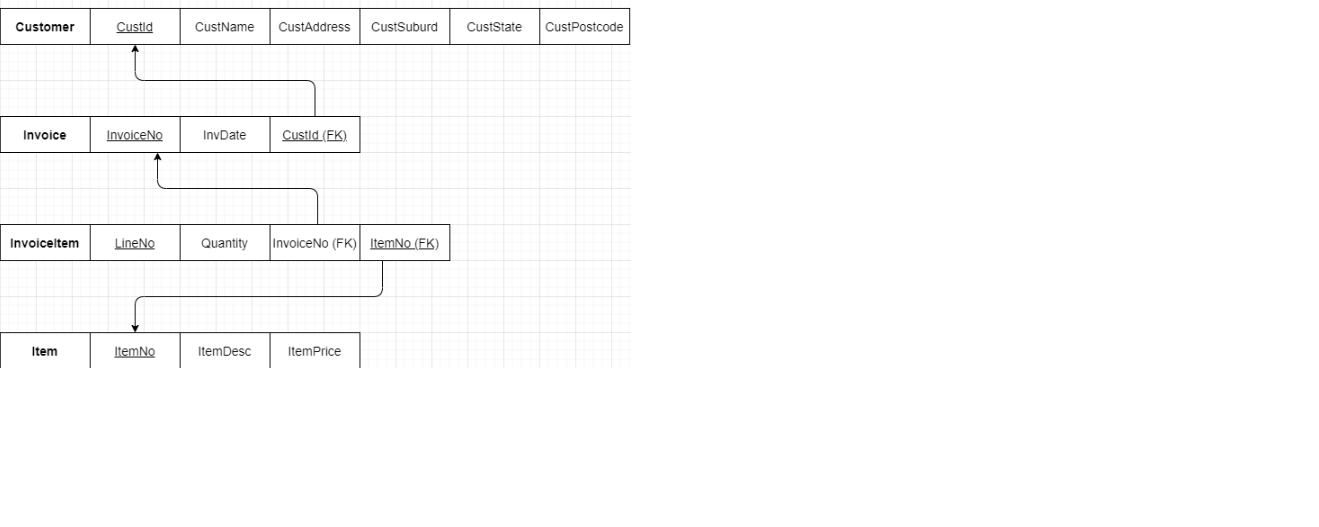 Customer CustId CustName CustAddress CustSuburd CustState CustPostcode
Invoice InvoiceNo InvDate CustId (FK)
InvoiceItem LineNo Quantity InvoiceNo (FK) ItemNo (FK)
Item ItemNo ItemDesc ItemPrice